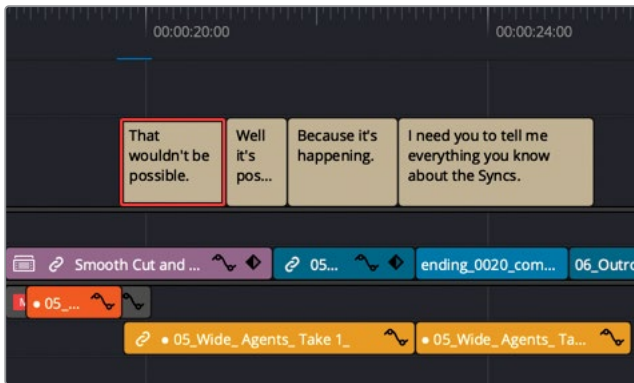 00:00:20:00 00:00:24:00
That
wouldn't be
possible.
Well
it's
pos...
Because it's
happening.
I need you to tell me
everything you know
about the Syncs.
Smooth Cut and ... 05... ending_0020_com... 06_Outro
05_...
05_Wide_ Agents_ Take 1_ 05_Wide_ Agents_ Ta...